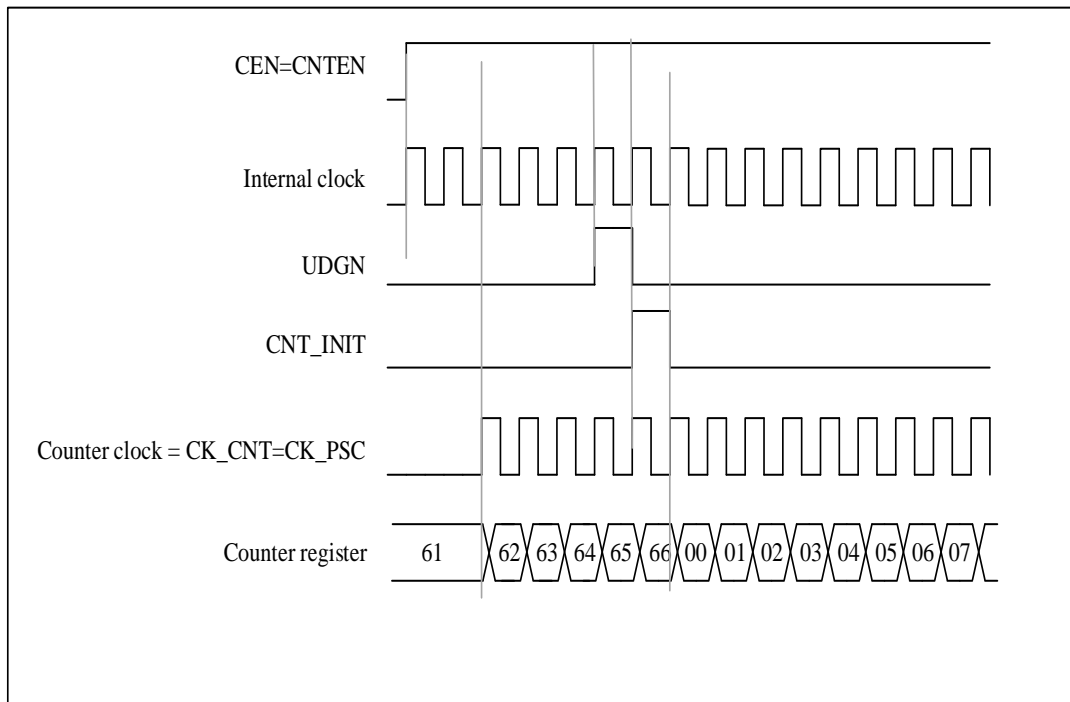 CEN=CNTEN
Internal clock
UDGN
CNT_INIT
Counter clock = CK_CNT=CK_PSC
Counter register 61 62 63 64 65 66 00 01 02 03 04 05 06 07